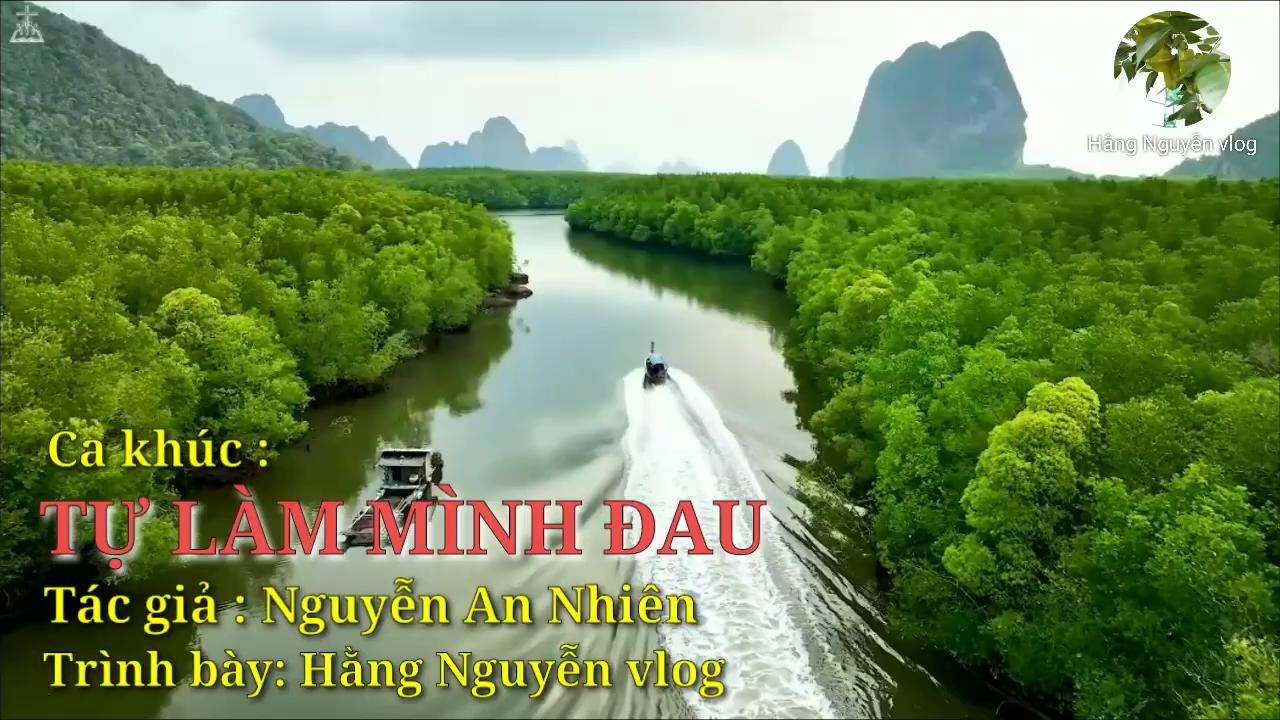 Hằng Nguyễn vlog
Ca khúc :
TỰ LÀM MÌNH ĐAU
Tác giả : Nguyễn An Nhiên
Trình bày: Hằng Nguyễn vlog